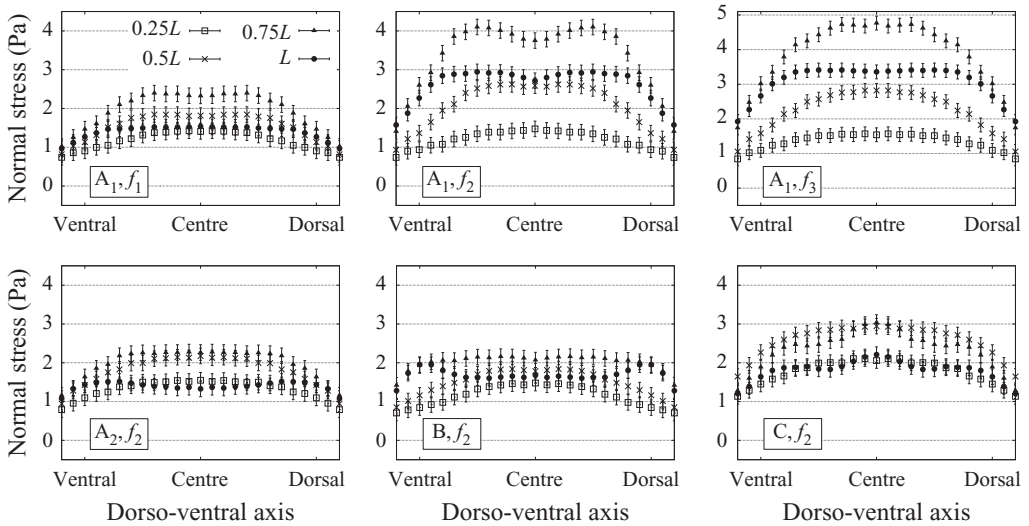 Normal stress (Pa)
4
3
2
1
0
0.25L
0.75L
0.5L
L
A1, f1
Ventral
Centre
Dorsal
4
3
2
1
0
A1, f2
Ventral
Centre
Dorsal
5
4
3
2
1
0
A1, f3
Ventral
Centre
Dorsal
Normal stress (Pa)
4
3
2
1
0
A2, f2
Ventral
Centre
Dorsal
Dorso-ventral axis
4
3
2
1
0
B, f2
Ventral
Centre
Dorsal
Dorso-ventral axis
4
3
2
1
0
C, f2
Ventral
Centre
Dorsal
Dorso-ventral axis